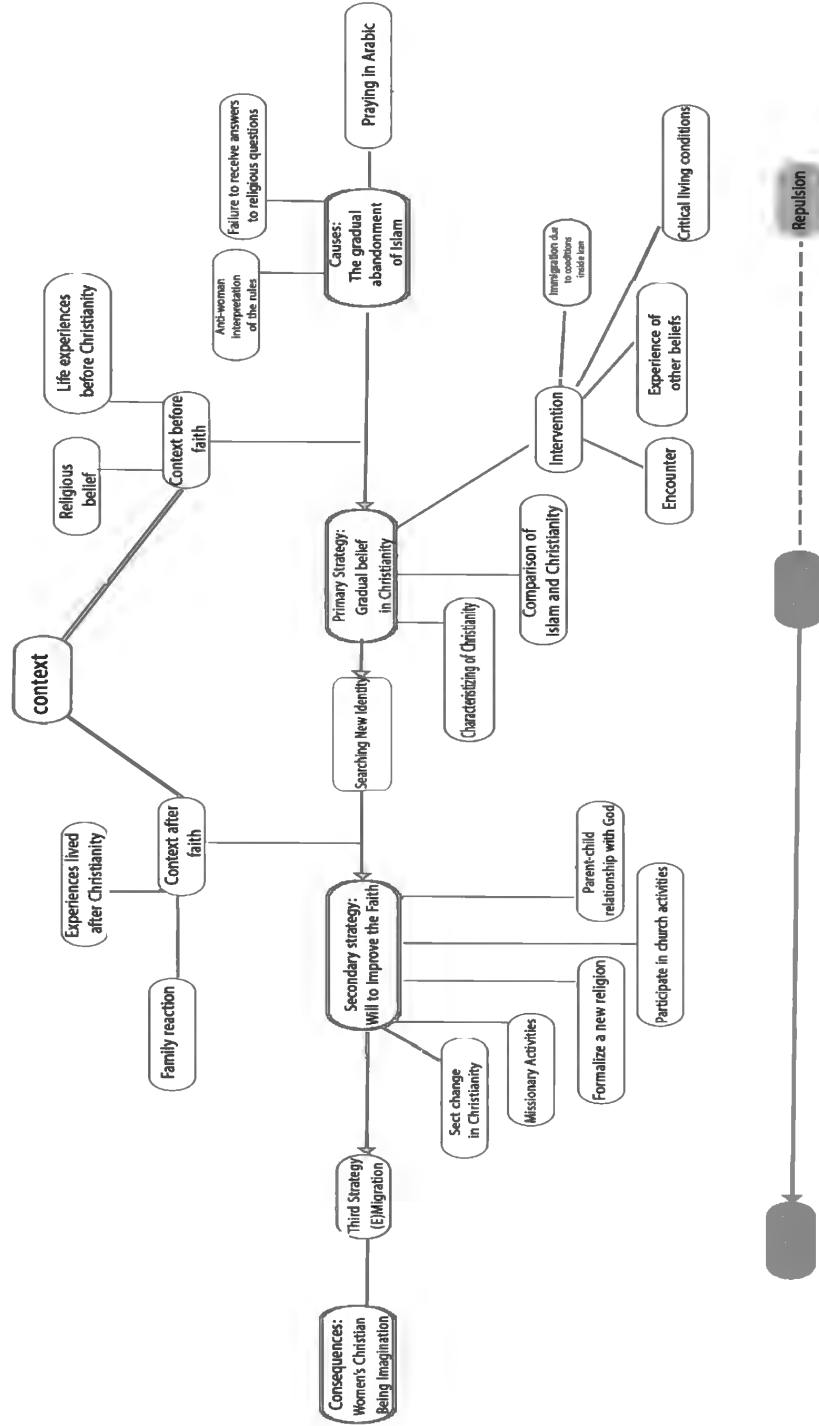 context
Context before
faith
Life experiences
before Christianity
Religious
belief
Context after
faith
Experiences lived
after Christianity
Family reaction
Praying in Arabic
Failure to receive answers
to religious questions
Anti-woman
interpretation
of the rules
Causes:
The gradual
abandonment
of Islam
Primary Strategy:
Gradual belief
in Christianity
Characteristizing of Christianity
Comparison of
Islam and Christianity
Intervention
Immigration due
to conditions
inside Iran
Critical living conditions
Experience of
other beliefs
Encounter
Searching New Identity
Secondary strategy:
Will to Improve the Faith
Parent-child
relationship with God
Participate in church activities
Formalize a new religion
Missionary Activities
Sect change
in Christianity
Third Strategy
(E)Migration
Consequences:
Women's Christian
Being Imagination
Repulsion